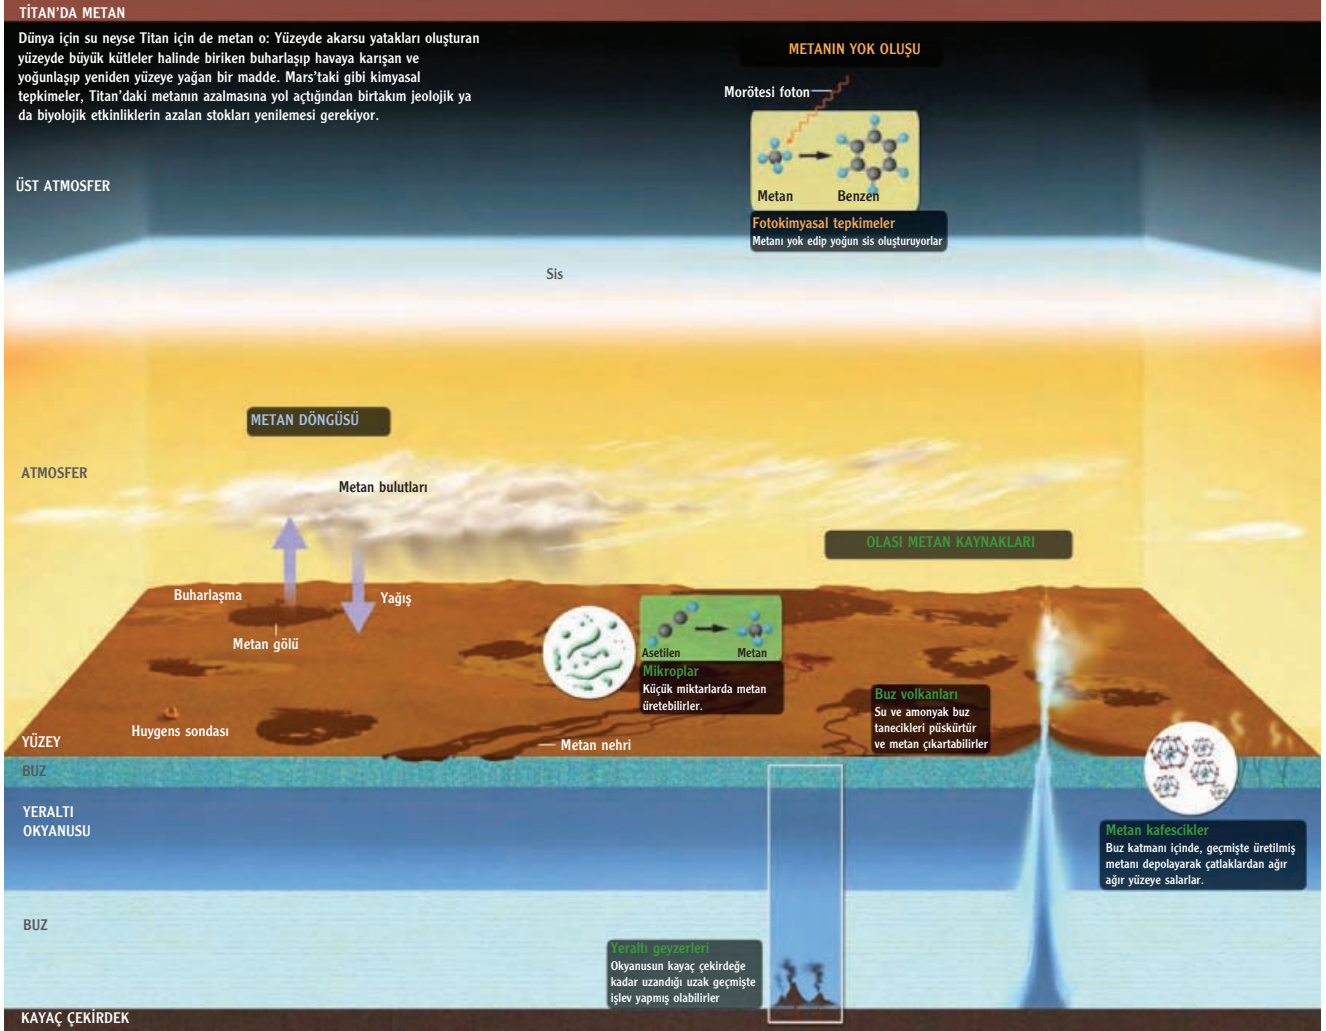 TİTAN'DA METAN
Dünya için su neyse Titan için de metan o: Yüzeyde akarsu yatakları oluşturan
yüzeyde büyük kütleler halinde biriken buharlaşıp havaya karışan ve
yoğunlaşıp yeniden yüzeye yağan bir madde. Mars'taki gibi kimyasal
tepkimeler, Titan'daki metanın azalmasına yol açtığından birtakım jeolojik ya
da biyolojik etkinliklerin azalan stokları yenilemesi gerekiyor.
METANIN YOK OLUŞU
Morötesi foton
Metan
Benzen
Fotokimyasal tepkimeler
Metanı yok edip yoğun sis oluşturuyorlar
ÜST ATMOSFER
Sis
METAN DÖNGÜSÜ
ATMOSFER
Metan bulutları
OLASI METAN KAYNAKLARI
Buharlaşma
Yağış
Metan gölü
Asetilen
Metan
Mikroplar
Küçük miktarlarda metan
üretebilirler.
Buz volkanları
Su ve amonyak buz
tanecikleri püskürtür
ve metan çıkartabilirler
Huygens sondası
Metan nehri
YÜZEY
BUZ
YERALTI
OKYANUSU
Metan kafescikler
Buz katmanı içinde, geçmişte üretilmiş
metanı depolayarak çatlaklardan ağır
ağır yüzeye salarlar.
BUZ
Yeraltı geyzerleri
Okyanusun kayaç çekirdeğe
kadar uzandığı uzak geçmişte
işlev yapmış olabilirler
KAYAÇ ÇEKİRDEK